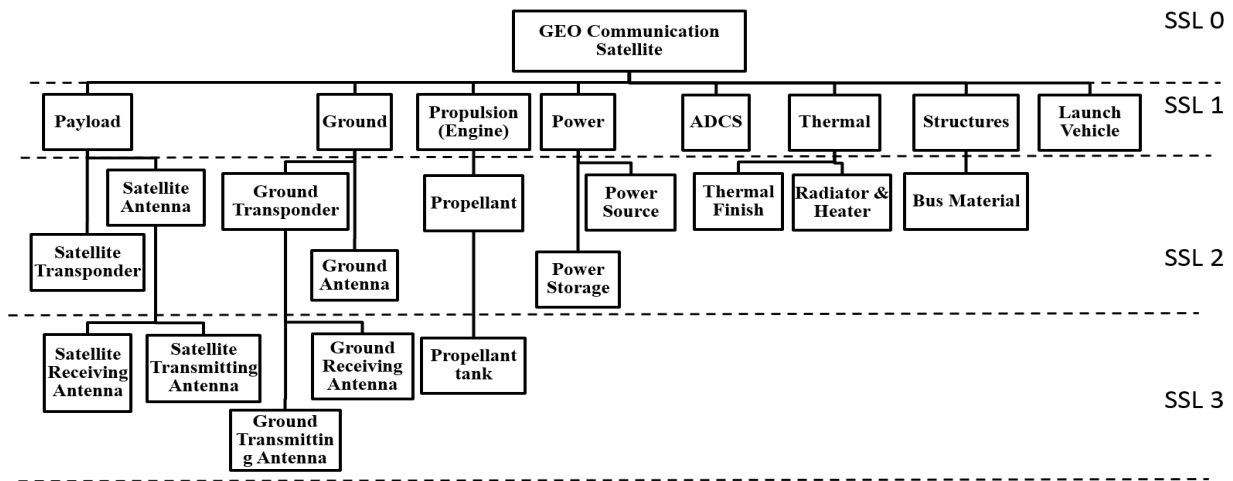 SSL 0
GEO Communication
Satellite
SSL 1
Payload
Ground
Propulsion
(Engine)
Power
ADCS
Thermal
Structures
Launch
Vehicle
Satellite
Antenna
Ground
Transponder
Propellant
Power
Source
Thermal
Finish
Radiator &
Heater
Bus Material
Satellite
Transponder
Ground
Antenna
Power
Storage
SSL 2
Satellite
Receiving
Antenna
Satellite
Transmitting
Antenna
Ground
Receiving
Antenna
Propellant
tank
Ground
Transmittin
g Antenna
SSL 3